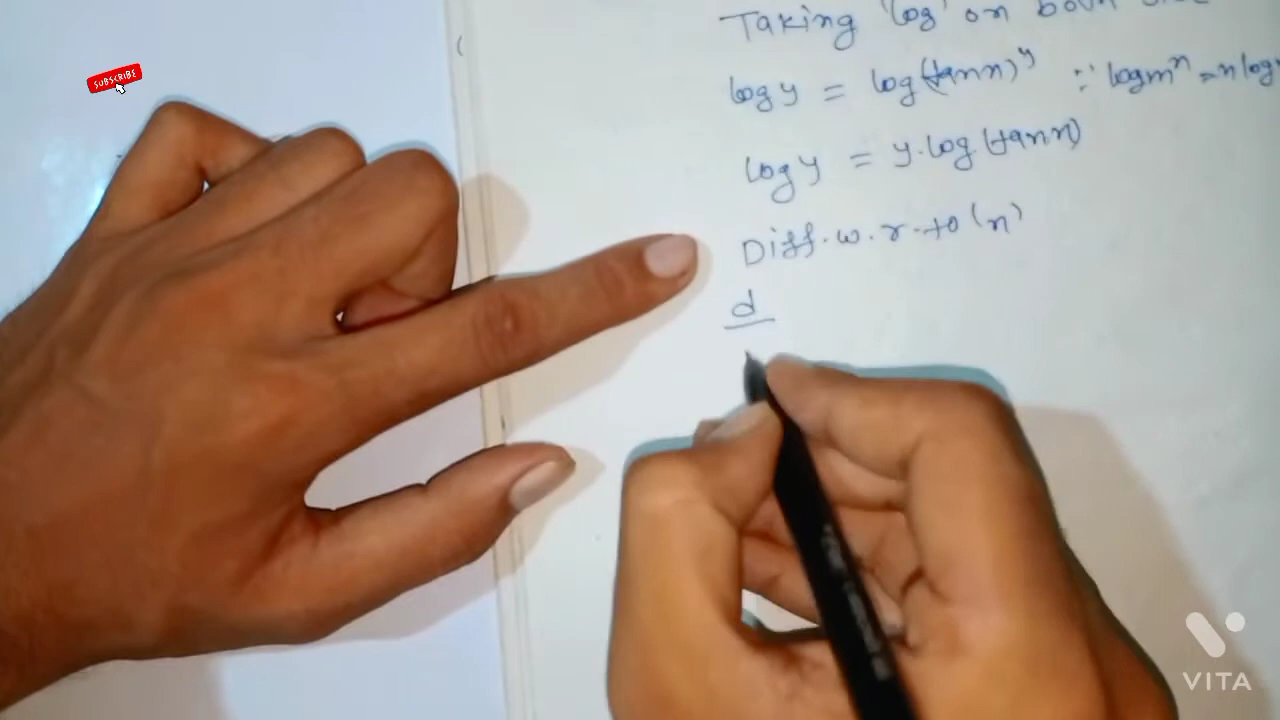 SUBSCRIBE
Taking log on both
log y = log(tan x)^y ∵ log m^n = n log
log y = y.log(tan x)
Diff. w. r. to (x)
d
VITA